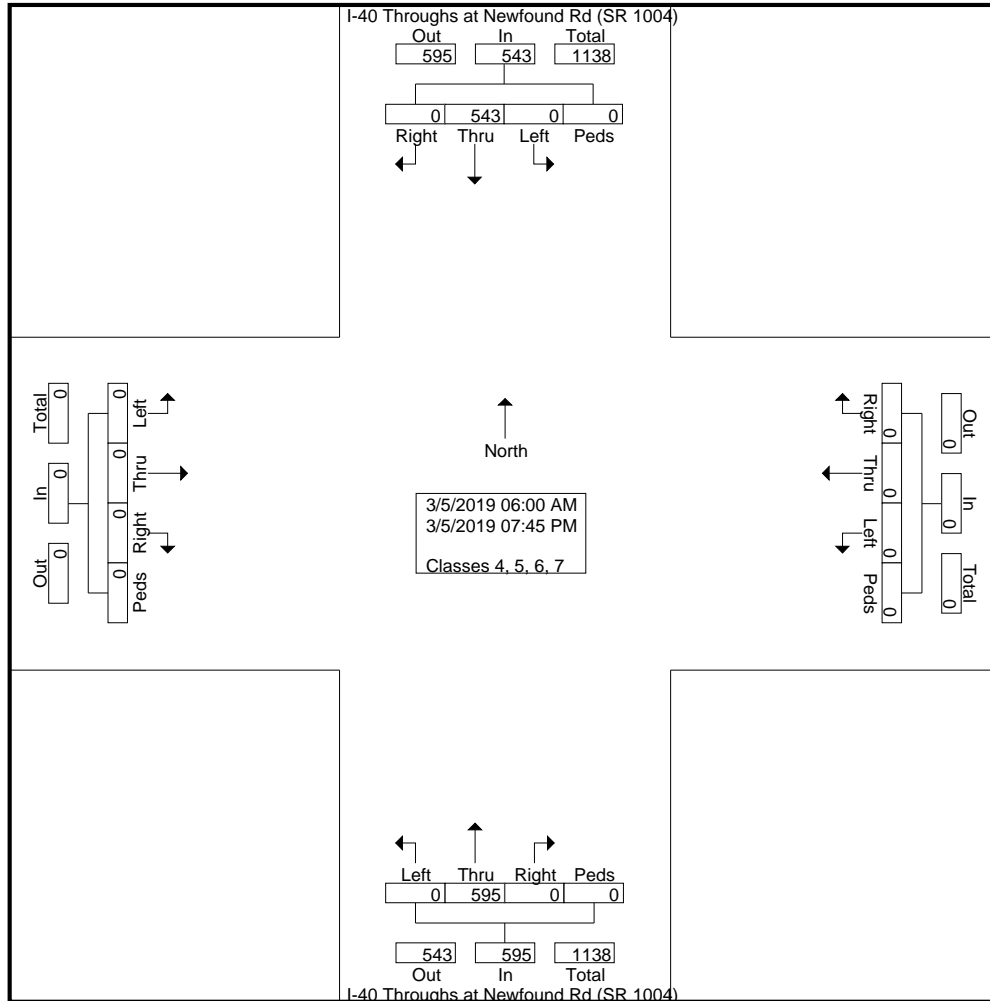 I-40 Throughs at Newfound Rd (SR 1004)
Out In Total
595 543 1138
0 543 0 0
Right Thru Left Peds
Total 0
In 0
Out 0
0 Left
0 Thru
0 Right
0 Peds
North
3/5/2019 06:00 AM
3/5/2019 07:45 PM
Classes 4, 5, 6, 7
Right 0
Thru 0
Left 0
Peds 0
Out 0
In 0
Total 0
Left Thru Right Peds
0 595 0 0
543 595 1138
Out In Total
I-40 Throughs at Newfound Rd (SR 1004)